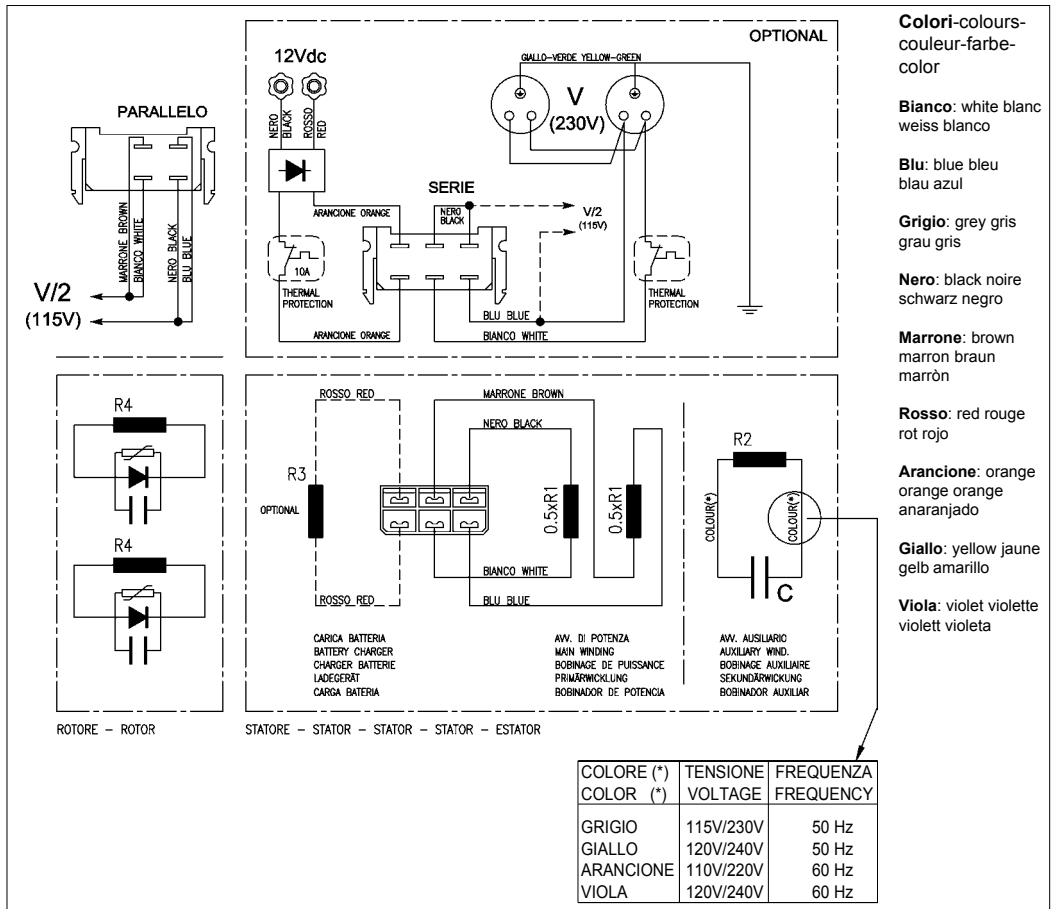 OPTIONAL
12Vdc
GIALLO-VERDE YELLOW-GREEN
V
(230V)
NERO
BLACK
ROSSO
RED
PARALLELO
SERIE
ARANCIONE ORANGE
NERO
BLACK
V/2
(115V)
MARRONE BROWN
BIANCO WHITE
NERO BLACK
BLU BLUE
10A
THERMAL
PROTECTION
THERMAL
PROTECTION
V/2
(115V)
BLU BLUE
ARANCIONE ORANGE
BIANCO WHITE
R4
R4
ROTORE – ROTOR
ROSSO RED
MARRONE BROWN
NERO BLACK
R3
OPTIONAL
0.5xR1
0.5xR1
BIANCO WHITE
ROSSO RED
BLU BLUE
R2
COLOUR(*)
COLOUR(*)
C
CARICA BATTERIA
BATTERY CHARGER
CHARGER BATTERIE
LADEGERÄT
CARGA BATERIA
AVV. DI POTENZA
MAIN WINDING
BOBINAGE DE PUISSANCE
PRIMÄRWICKLUNG
BOBINADOR DE POTENCIA
AVV. AUSILIARIO
AUXILIARY WIND.
BOBINAGE AUXILIAIRE
SEKUNDÄRWICKUNG
BOBINADOR AUXILIAR
STATORE – STATOR – STATOR – STATOR – ESTATOR
COLORE (*) TENSIONE FREQUENZA
COLOR (*) VOLTAGE FREQUENCY
GRIGIO 115V/230V 50 Hz
GIALLO 120V/240V 50 Hz
ARANCIONE 110V/220V 60 Hz
VIOLA 120V/240V 60 Hz
Colori-colours-
couleur-farbe-
color
Bianco: white blanc
weiss blanco
Blu: blue bleu
blau azul
Grigio: grey gris
grau gris
Nero: black noire
schwarz negro
Marrone: brown
marron braun
marròn
Rosso: red rouge
rot rojo
Arancione: orange
orange orange
anaranjado
Giallo: yellow jaune
gelb amarillo
Viola: violet violette
violett violeta